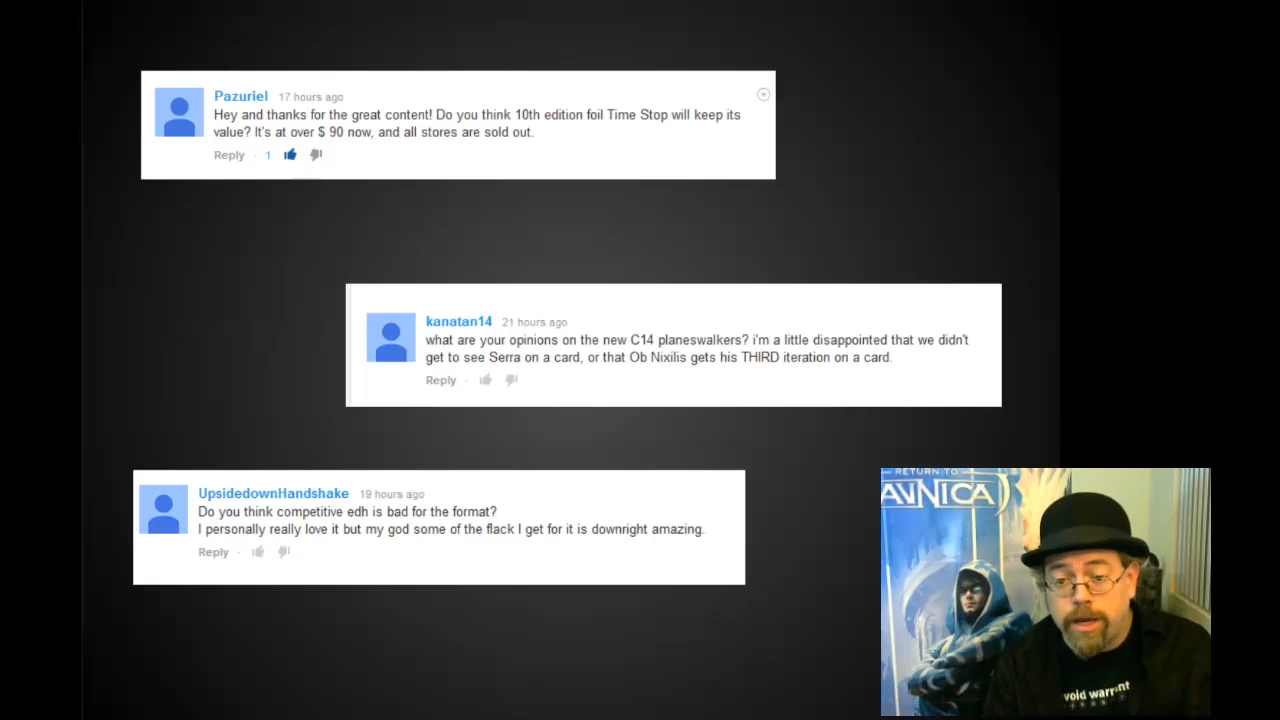 Pazuriel 17 hours ago
Hey and thanks for the great content! Do you think 10th edition foil Time Stop will keep its
value? It's at over $ 90 now, and all stores are sold out.
Reply · 1
kanatan14 21 hours ago
what are your opinions on the new C14 planeswalkers? i'm a little disappointed that we didn't
get to see Serra on a card, or that Ob Nixilis gets his THIRD iteration on a card.
Reply ·
UpsidedownHandshake 19 hours ago
Do you think competitive edh is bad for the format?
I personally really love it but my god some of the flack I get for it is downright amazing.
Reply ·
RETURN TO
AVNICA
void warrant